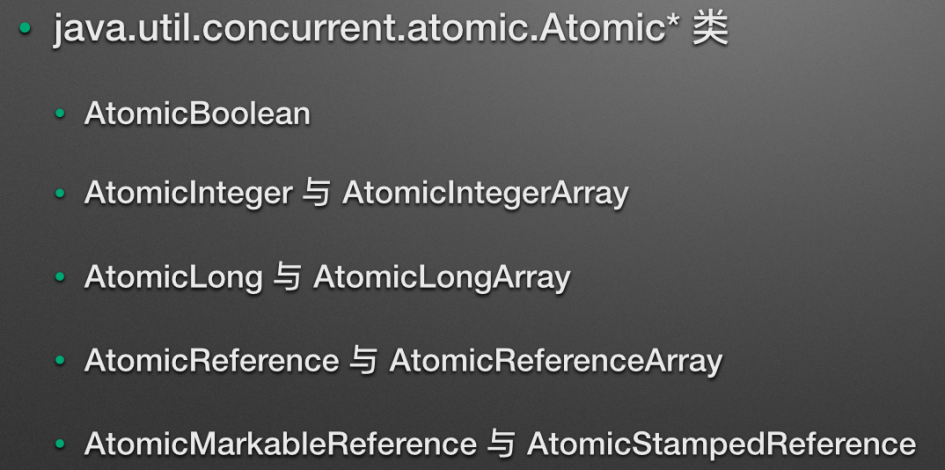 java.util.concurrent.atomic.Atomic* 类
AtomicBoolean
AtomicInteger 与 AtomicIntegerArray
AtomicLong 与 AtomicLongArray
AtomicReference 与 AtomicReferenceArray
AtomicMarkableReference 与 AtomicStampedReference